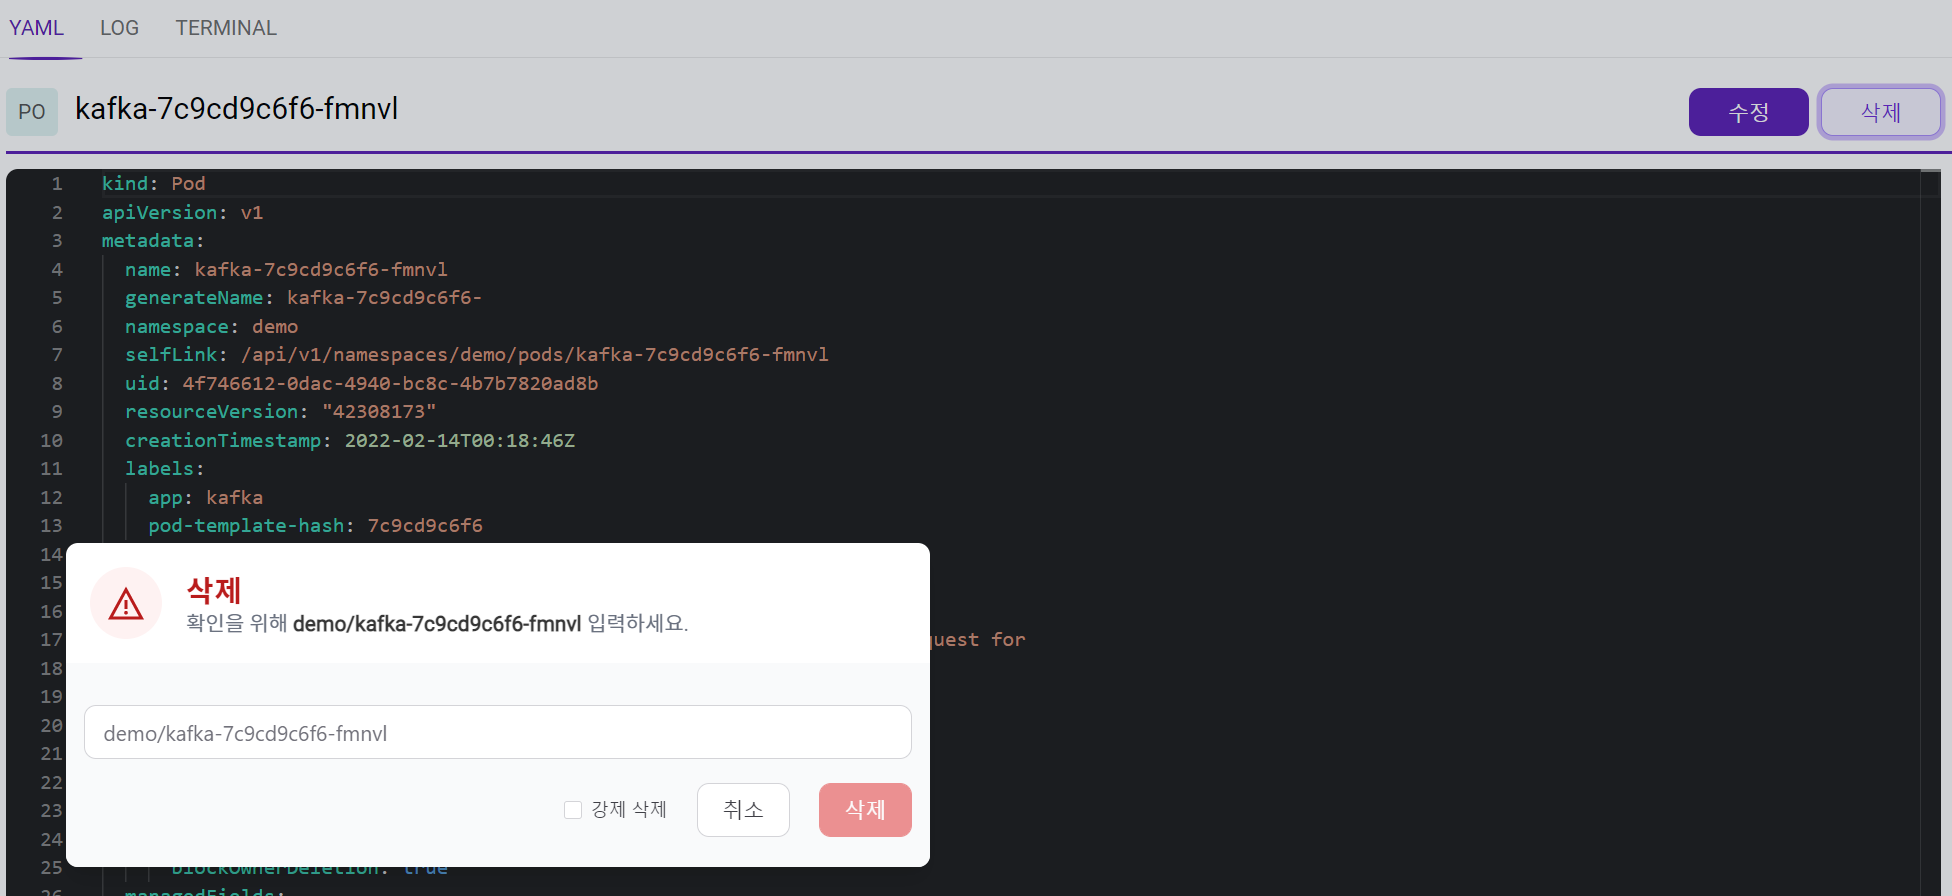 YAML LOG TERMINAL
PO kafka-7c9cd9c6f6-fmnvl 수정 삭제
1 kind: Pod
2 apiVersion: v1
3 metadata:
4 name: kafka-7c9cd9c6f6-fmnvl
5 generateName: kafka-7c9cd9c6f6-
6 namespace: demo
7 selfLink: /api/v1/namespaces/demo/pods/kafka-7c9cd9c6f6-fmnvl
8 uid: 4f746612-0dac-4940-bc8c-4b7b7820ad8b
9 resourceVersion: "42308173"
10 creationTimestamp: 2022-02-14T00:18:46Z
11 labels:
12 app: kafka
13 pod-template-hash: 7c9cd9c6f6
14
15
16
17 quest for
18
19
20
21
22
23
24
25 blockOwnerDeletion: true
26 managedFields:
삭제
확인을 위해 demo/kafka-7c9cd9c6f6-fmnvl 입력하세요.
demo/kafka-7c9cd9c6f6-fmnvl
강제 삭제 취소 삭제